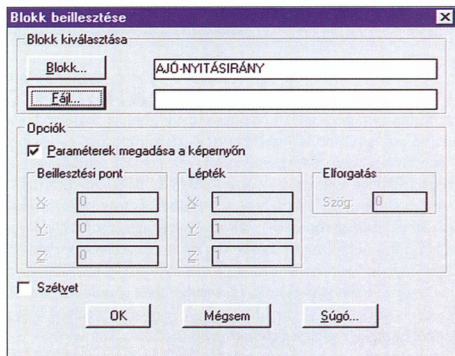 Blokk beillesztése
Blokk kiválasztása
Blokk... AJÓ-NYITÁSIRÁNY
Fájl...
Opciók
Paraméterek megadása a képernyőn
Beillesztési pont Lépték Elforgatás
X: 0 X: 1 Szög: 0
Y: 0 Y: 1
Z: 0 Z: 1
Szétvet
OK Mégsem Súgó...